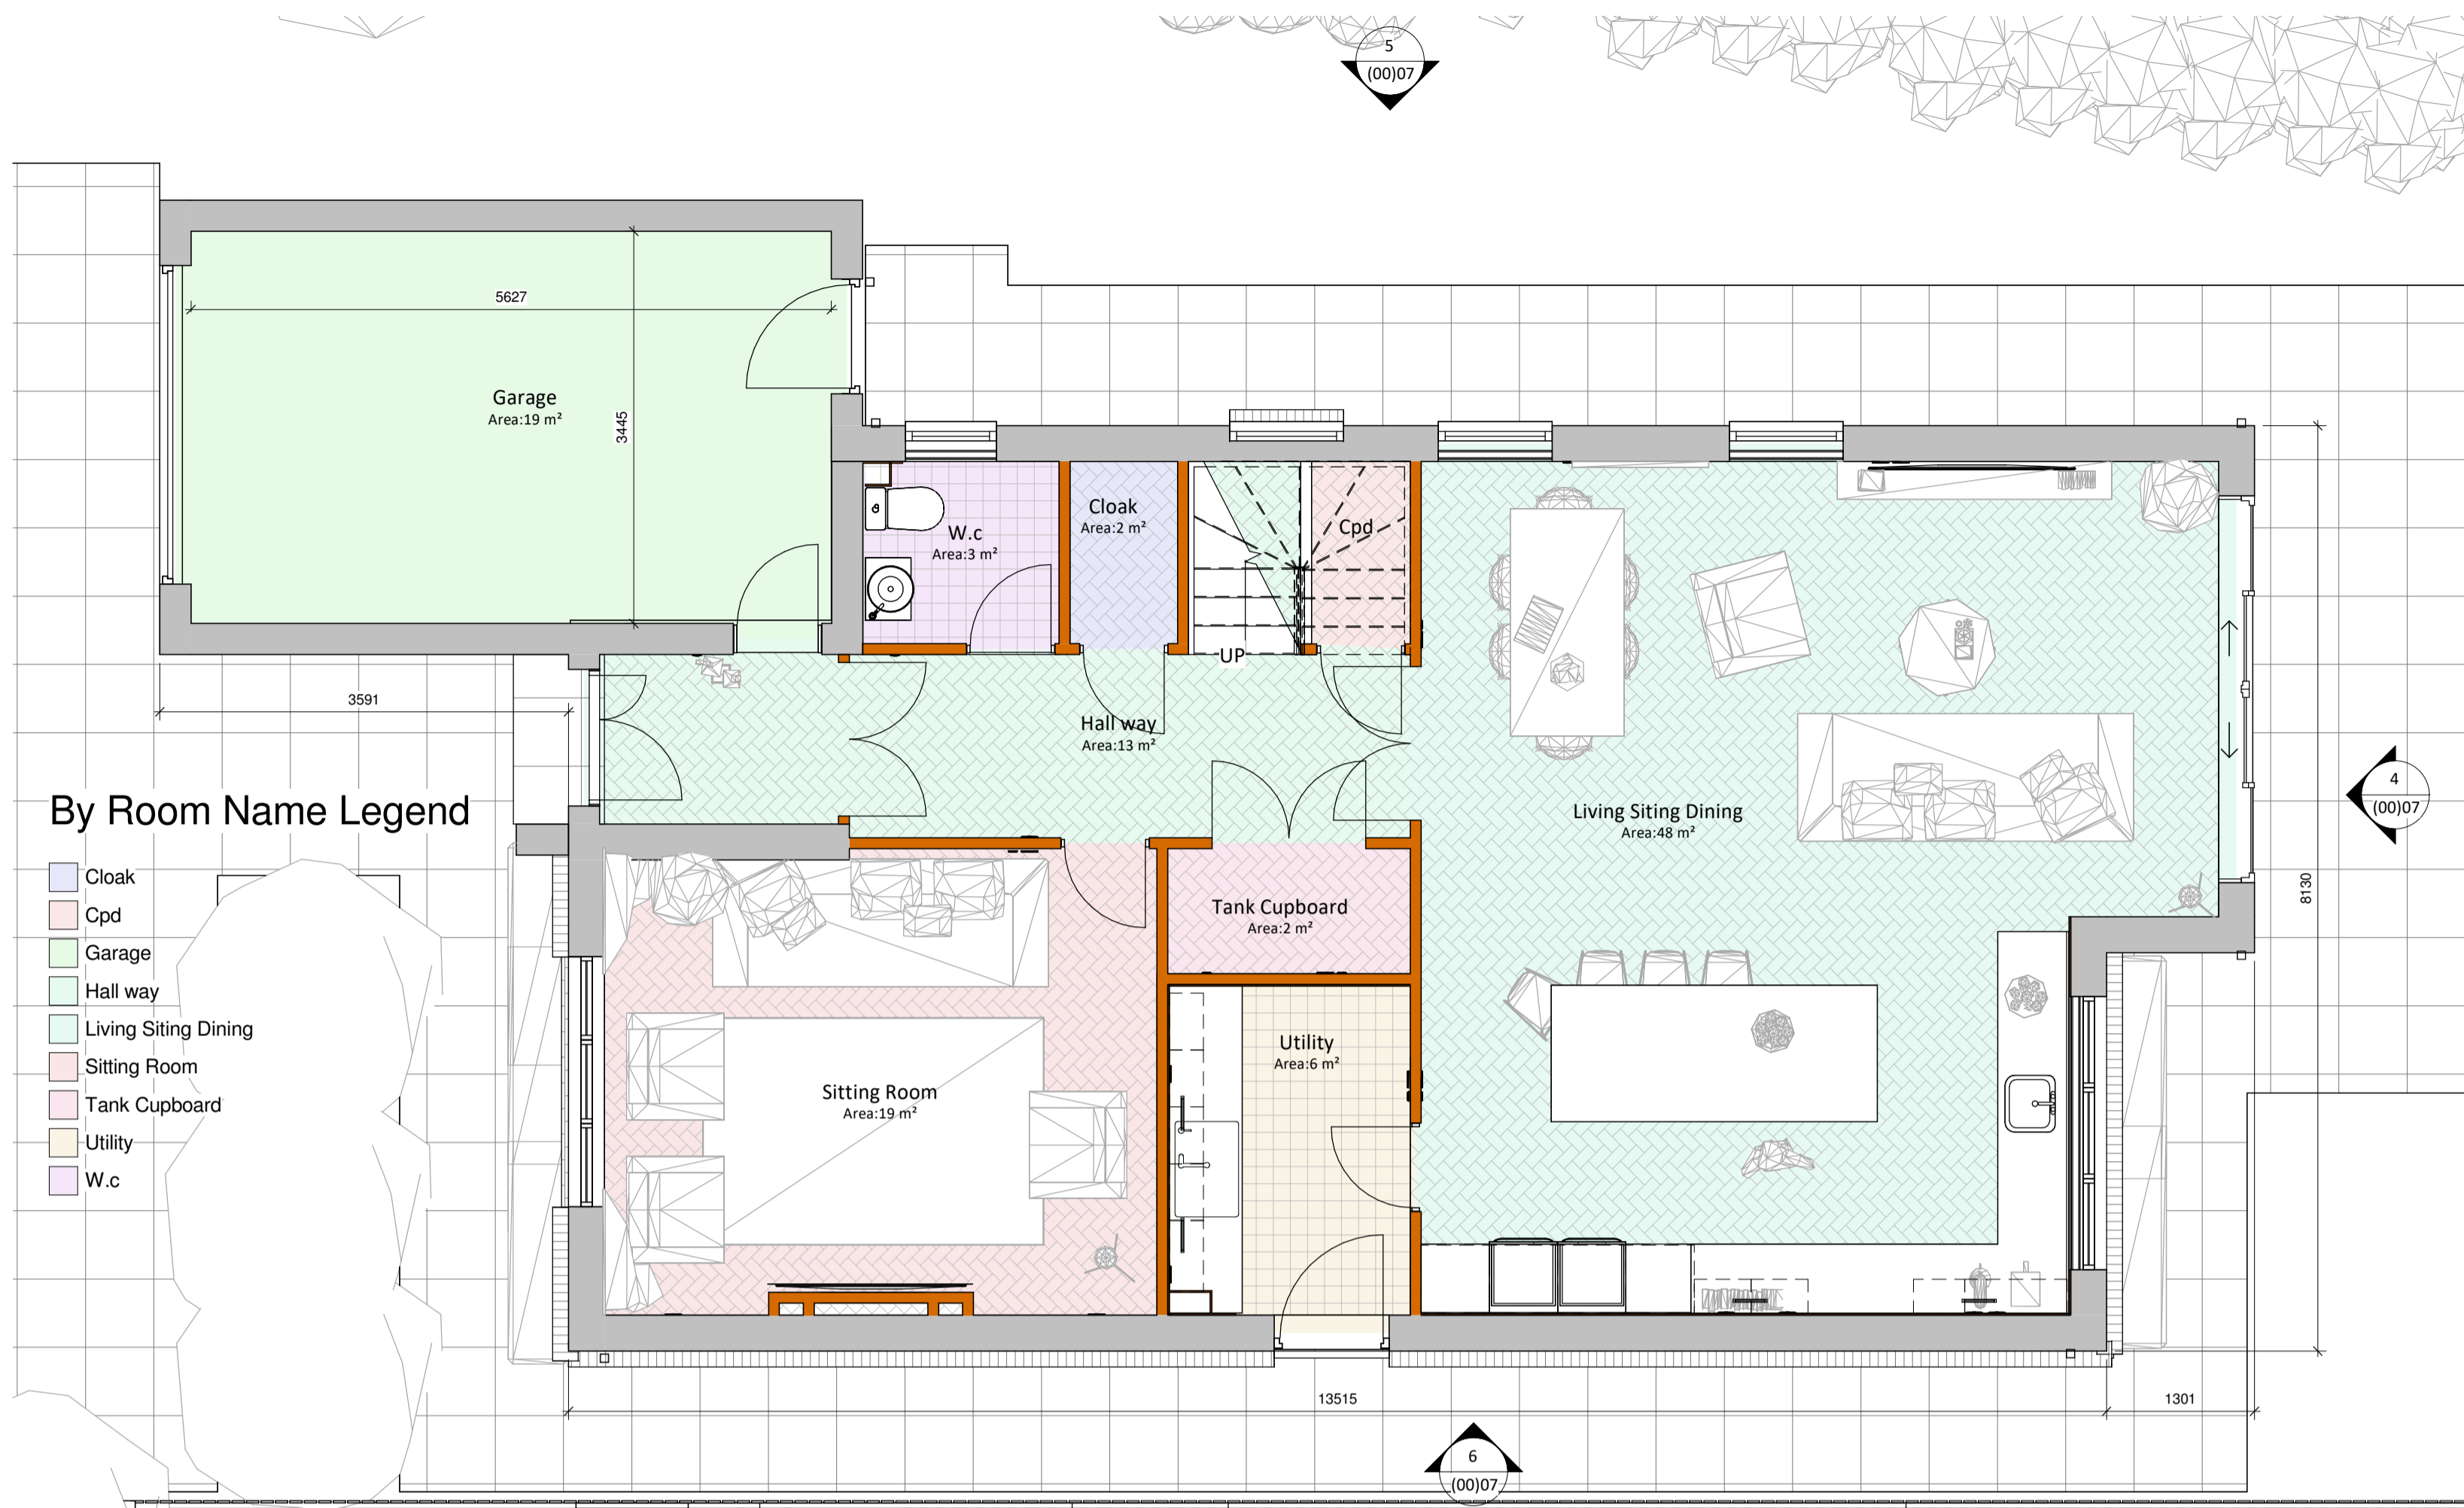 5
(00)07
5627
Garage
Area:19 m²
3445
Cloak
Area:2 m²
W.c
Area:3 m²
Cpd
UP
3591
Hall way
Area:13 m²
4
(00)07
Living Siting Dining
Area:48 m²
8130
By Room Name Legend
Cloak
Cpd
Garage
Hall way
Living Siting Dining
Sitting Room
Tank Cupboard
Utility
W.c
Tank Cupboard
Area:2 m²
Utility
Area:6 m²
Sitting Room
Area:19 m²
13515
1301
6
(00)07